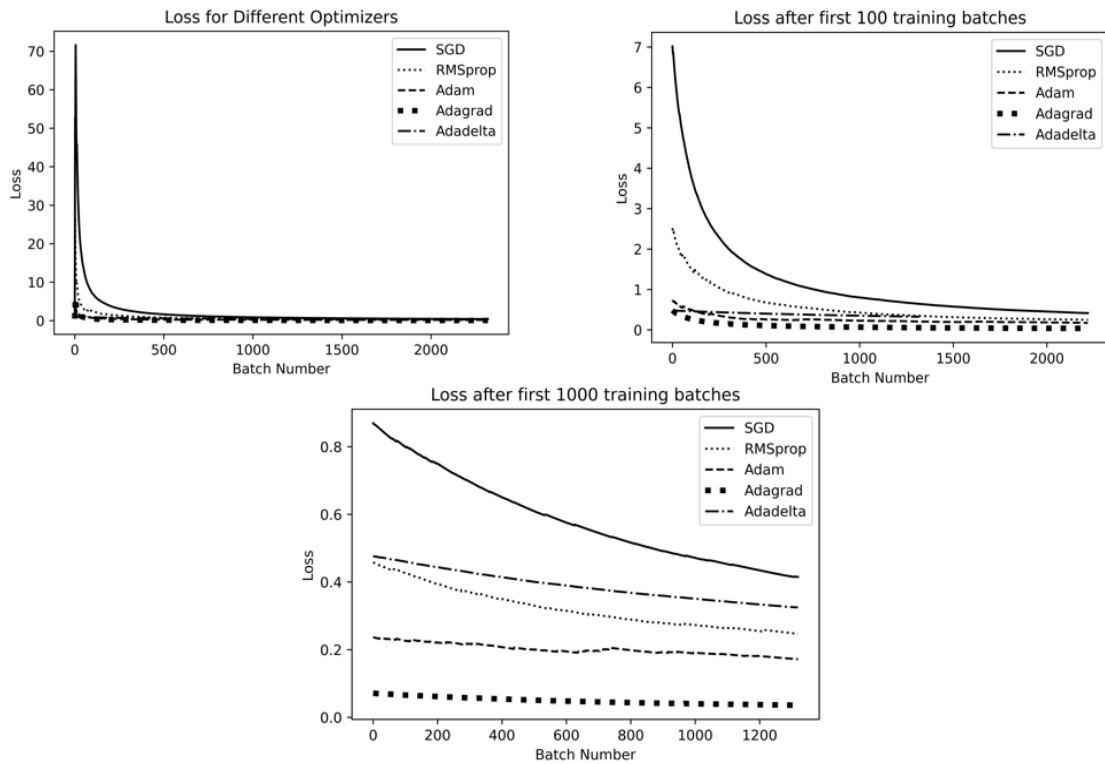 Loss for Different Optimizers
70
60
50
40
30
20
10
0
Loss
SGD
RMSprop
Adam
Adagrad
Adadelta
0 500 1000 1500 2000
Batch Number
Loss after first 100 training batches
7
6
5
4
3
2
1
0
Loss
SGD
RMSprop
Adam
Adagrad
Adadelta
0 500 1000 1500 2000
Batch Number
Loss after first 1000 training batches
0.8
0.6
0.4
0.2
0.0
Loss
SGD
RMSprop
Adam
Adagrad
Adadelta
0 200 400 600 800 1000 1200
Batch Number